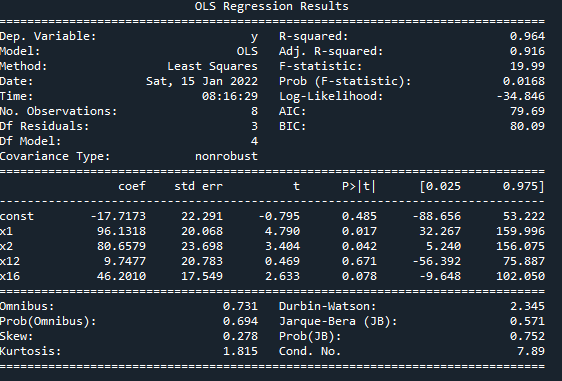 OLS Regression Results
==============================================================================
Dep. Variable:                      y   R-squared:                       0.964
Model:                            OLS   Adj. R-squared:                  0.916
Method:                 Least Squares   F-statistic:                     19.99
Date:                Sat, 15 Jan 2022   Prob (F-statistic):             0.0168
Time:                        08:16:29   Log-Likelihood:                -34.846
No. Observations:                   8   AIC:                             79.69
Df Residuals:                       3   BIC:                             80.09
Df Model:                           4
Covariance Type:            nonrobust
==============================================================================
coef    std err          t      P>|t|      [0.025      0.975]
------------------------------------------------------------------------------
const        -17.7173     22.291     -0.795      0.485     -88.656      53.222
x1            96.1318     20.068      4.790      0.017      32.267     159.996
x2            80.6579     23.698      3.404      0.042       5.240     156.075
x12            9.7477     20.783      0.469      0.671     -56.392      75.887
x16           46.2010     17.549      2.633      0.078      -9.648     102.050
==============================================================================
Omnibus:                        0.731   Durbin-Watson:                   2.345
Prob(Omnibus):                  0.694   Jarque-Bera (JB):                0.571
Skew:                           0.278   Prob(JB):                        0.752
Kurtosis:                       1.815   Cond. No.                         7.89
==============================================================================